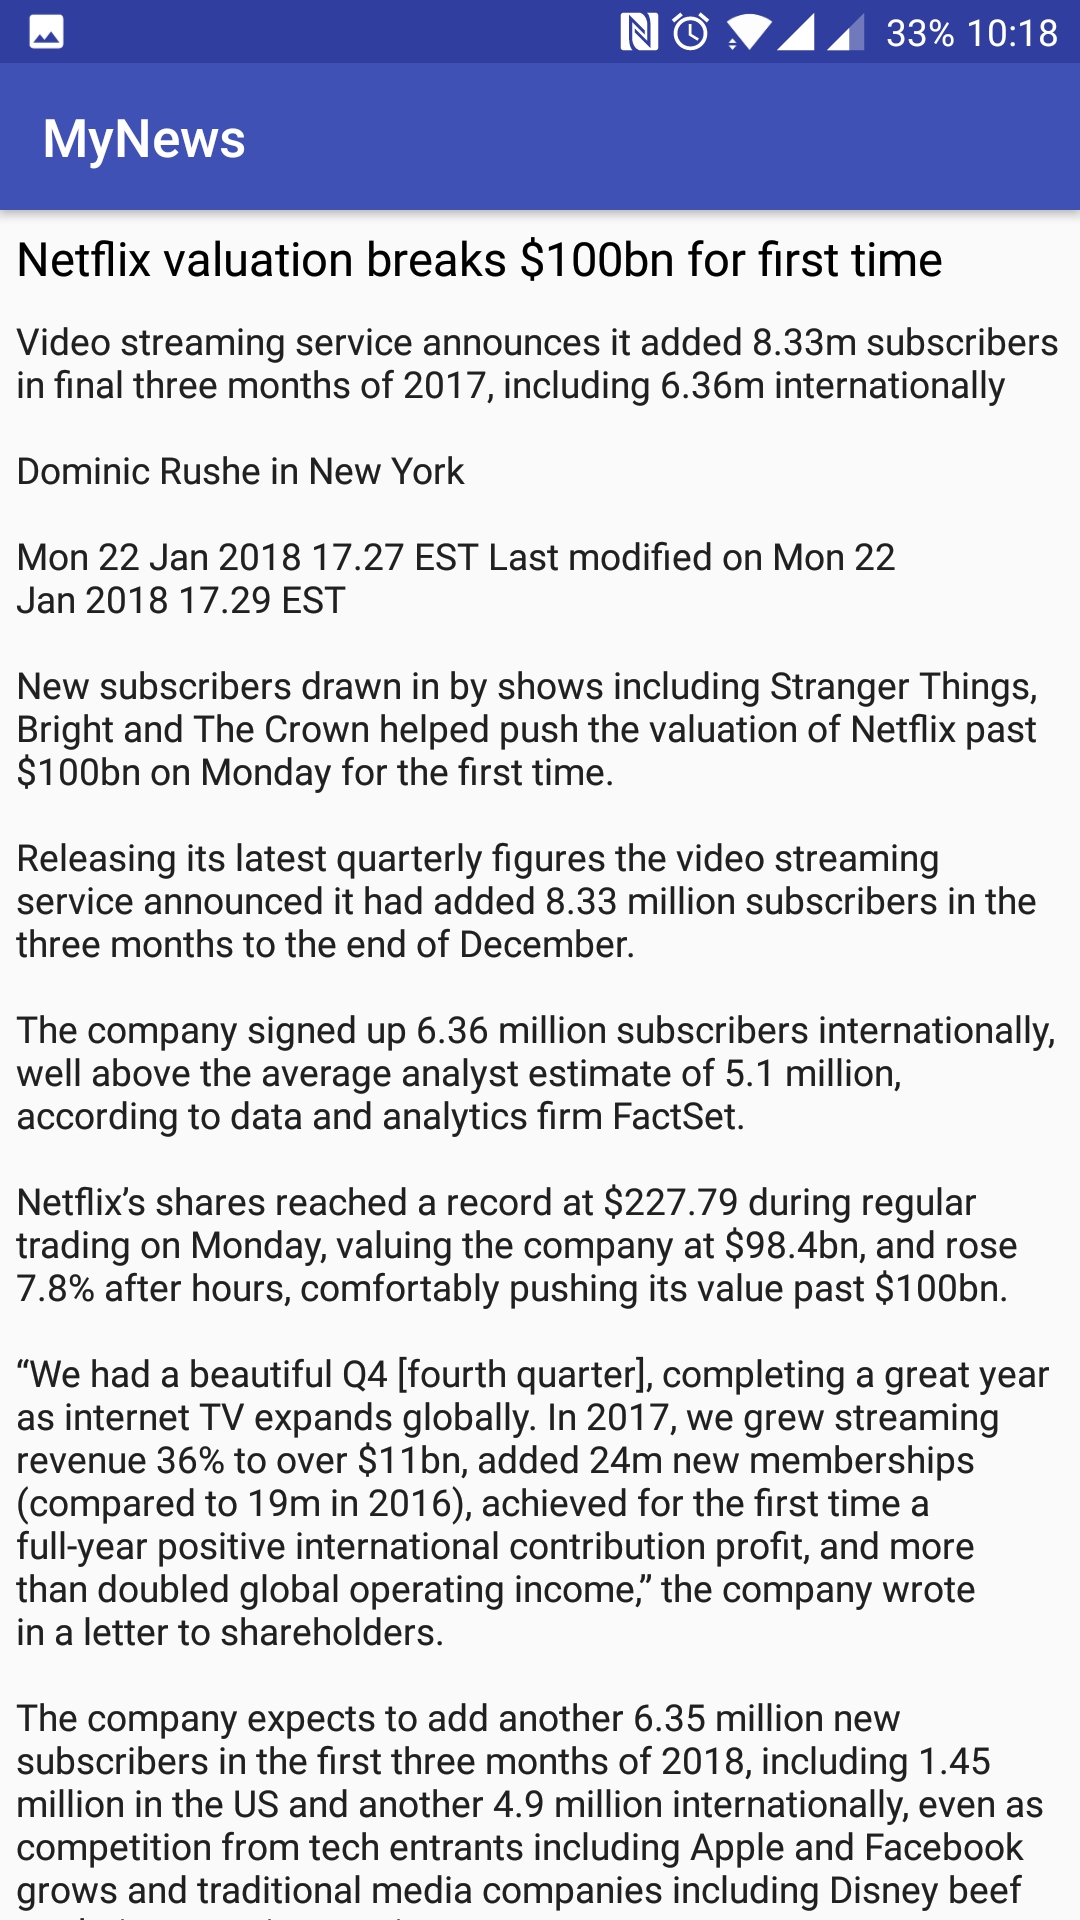 33% 10:18
MyNews
Netflix valuation breaks $100bn for first time
Video streaming service announces it added 8.33m subscribers
in final three months of 2017, including 6.36m internationally
Dominic Rushe in New York
Mon 22 Jan 2018 17.27 EST Last modified on Mon 22
Jan 2018 17.29 EST
New subscribers drawn in by shows including Stranger Things,
Bright and The Crown helped push the valuation of Netflix past
$100bn on Monday for the first time.
Releasing its latest quarterly figures the video streaming
service announced it had added 8.33 million subscribers in the
three months to the end of December.
The company signed up 6.36 million subscribers internationally,
well above the average analyst estimate of 5.1 million,
according to data and analytics firm FactSet.
Netflix’s shares reached a record at $227.79 during regular
trading on Monday, valuing the company at $98.4bn, and rose
7.8% after hours, comfortably pushing its value past $100bn.
“We had a beautiful Q4 [fourth quarter], completing a great year
as internet TV expands globally. In 2017, we grew streaming
revenue 36% to over $11bn, added 24m new memberships
(compared to 19m in 2016), achieved for the first time a
full-year positive international contribution profit, and more
than doubled global operating income,” the company wrote
in a letter to shareholders.
The company expects to add another 6.35 million new
subscribers in the first three months of 2018, including 1.45
million in the US and another 4.9 million internationally, even as
competition from tech entrants including Apple and Facebook
grows and traditional media companies including Disney beef